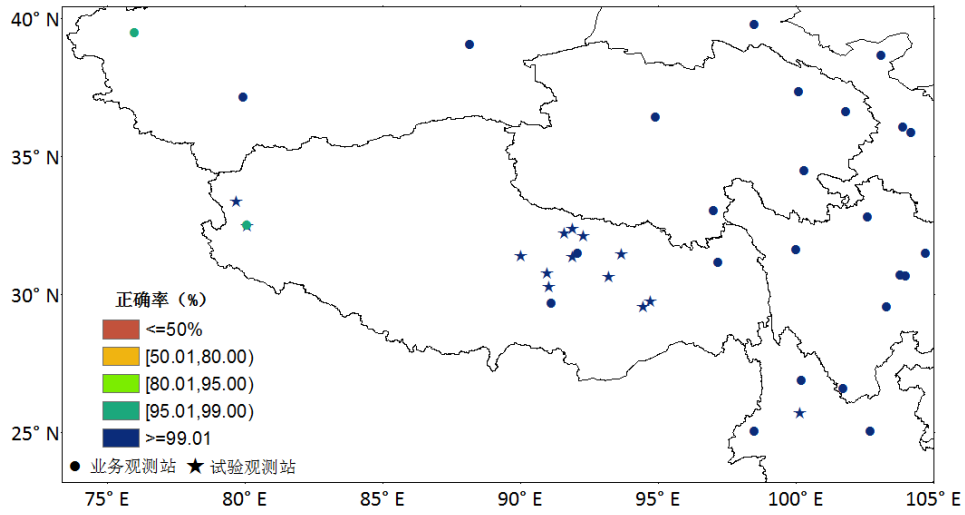 40° N
35° N
30° N
25° N
正确率（%）
<=50%
[50.01,80.00)
[80.01,95.00)
[95.01,99.00)
>=99.01
业务观测站 试验观测站
75° E 80° E 85° E 90° E 95° E 100° E 105° E